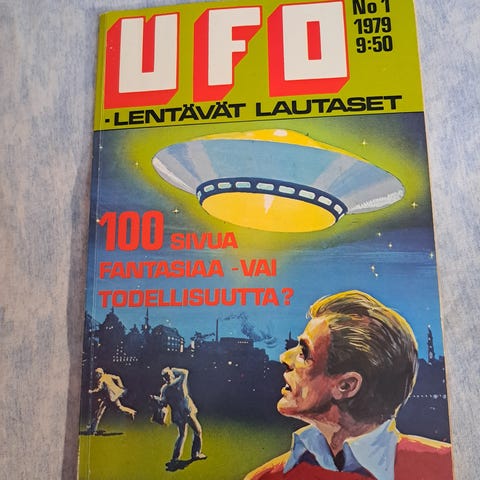 UFO
No 1
1979
9:50
-LENTÄVÄT LAUTASET
100 SIVUA
FANTASIAA -VAI
TODELLISUUTTA?